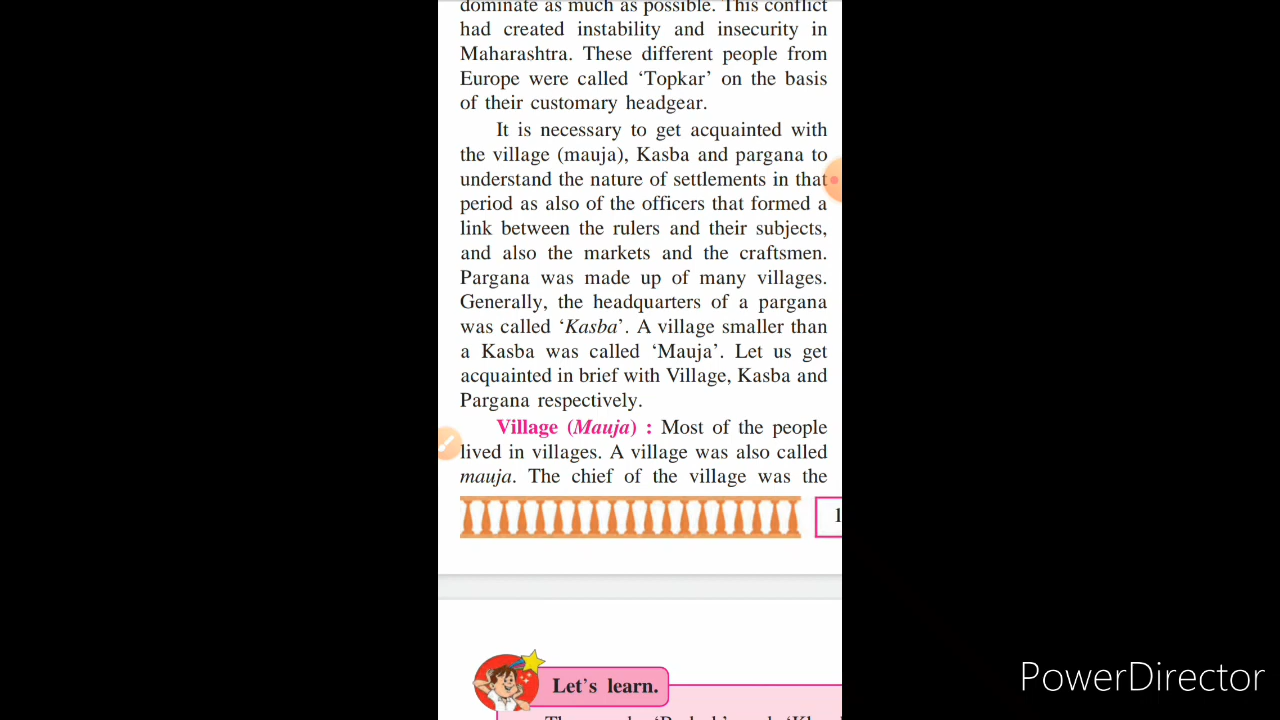 dominate as much as possible. This conflict
had created instability and insecurity in
Maharashtra. These different people from
Europe were called ‘Topkar’ on the basis
of their customary headgear.
It is necessary to get acquainted with
the village (mauja), Kasba and pargana to
understand the nature of settlements in that
period as also of the officers that formed a
link between the rulers and their subjects,
and also the markets and the craftsmen.
Pargana was made up of many villages.
Generally, the headquarters of a pargana
was called ‘Kasba’. A village smaller than
a Kasba was called ‘Mauja’. Let us get
acquainted in brief with Village, Kasba and
Pargana respectively.
Village (Mauja) : Most of the people
lived in villages. A village was also called
mauja. The chief of the village was the
Let’s learn.
PowerDirector